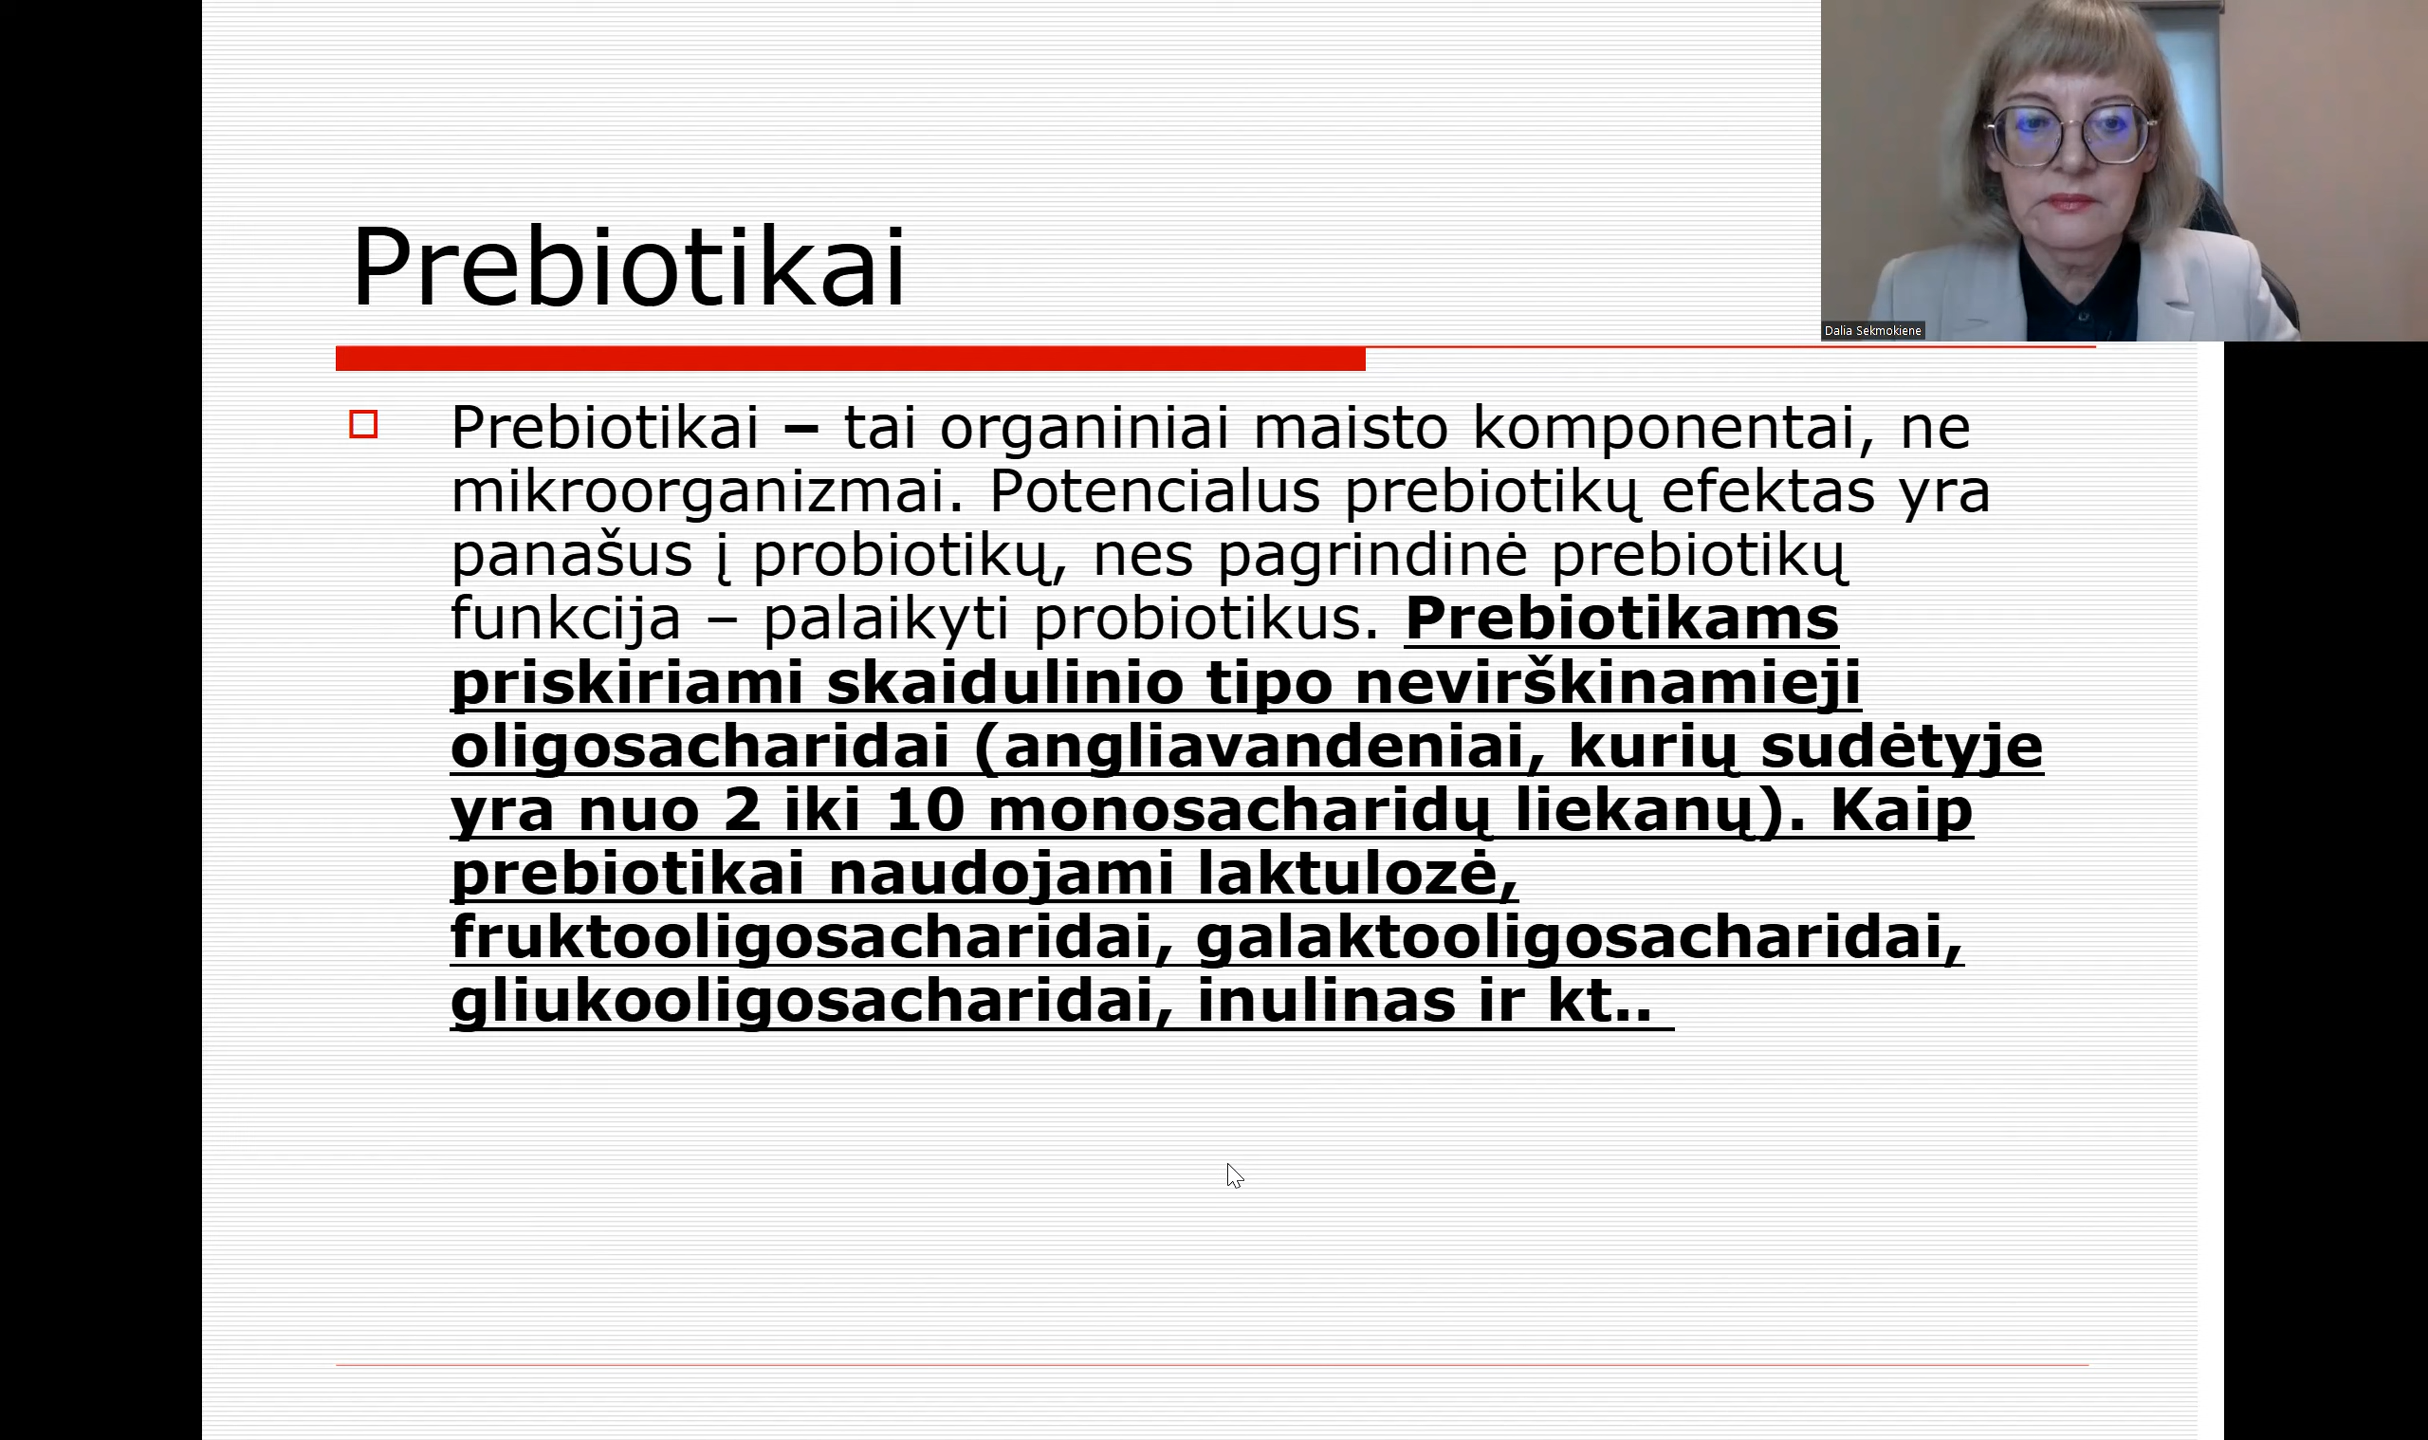 Prebiotikai
Dalia Sekmokiene
Prebiotikai – tai organiniai maisto komponentai, ne
mikroorganizmai. Potencialus prebiotikų efektas yra
panašus į probiotikų, nes pagrindinė prebiotikų
funkcija – palaikyti probiotikus. Prebiotikams
priskiriami skaidulinio tipo nevirškinamieji
oligosacharidai (angliavandeniai, kurių sudėtyje
yra nuo 2 iki 10 monosacharidų liekanų). Kaip
prebiotikai naudojami laktulozė,
fruktooligosacharidai, galaktooligosacharidai,
gliukooligosacharidai, inulinas ir kt..